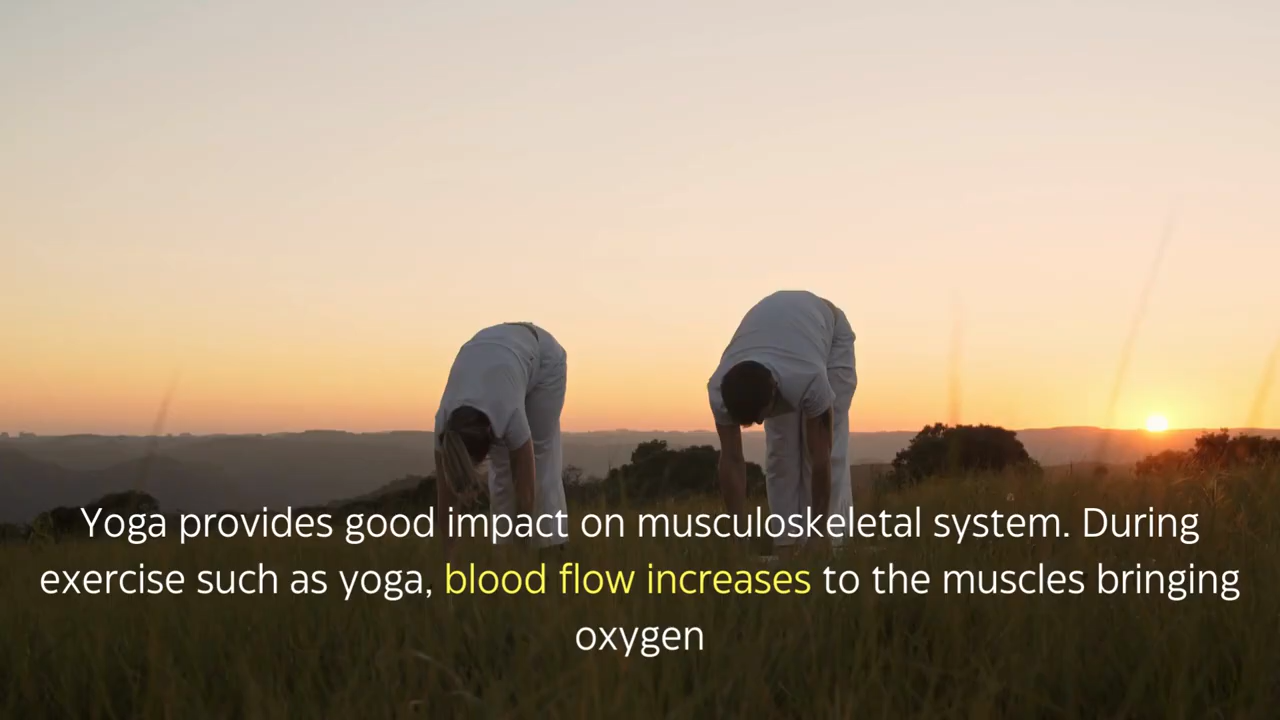 Yoga provides good impact on musculoskeletal system. During
exercise such as yoga, blood flow increases to the muscles bringing
oxygen